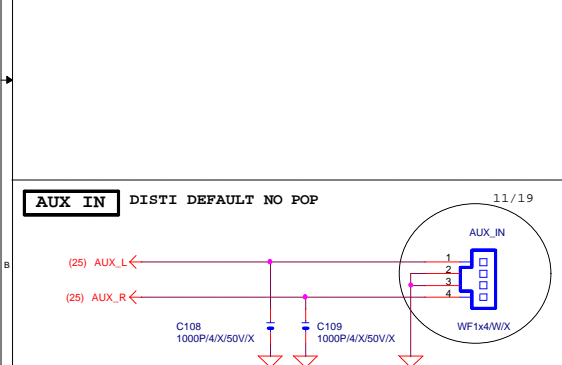 AUX IN DISTI DEFAULT NO POP 11/19
AUX_IN
B
(25) AUX_L
1
2
3
(25) AUX_R
4
C108
1000P/4/X/50V/X
C109
1000P/4/X/50V/X
WF1x4/W/X